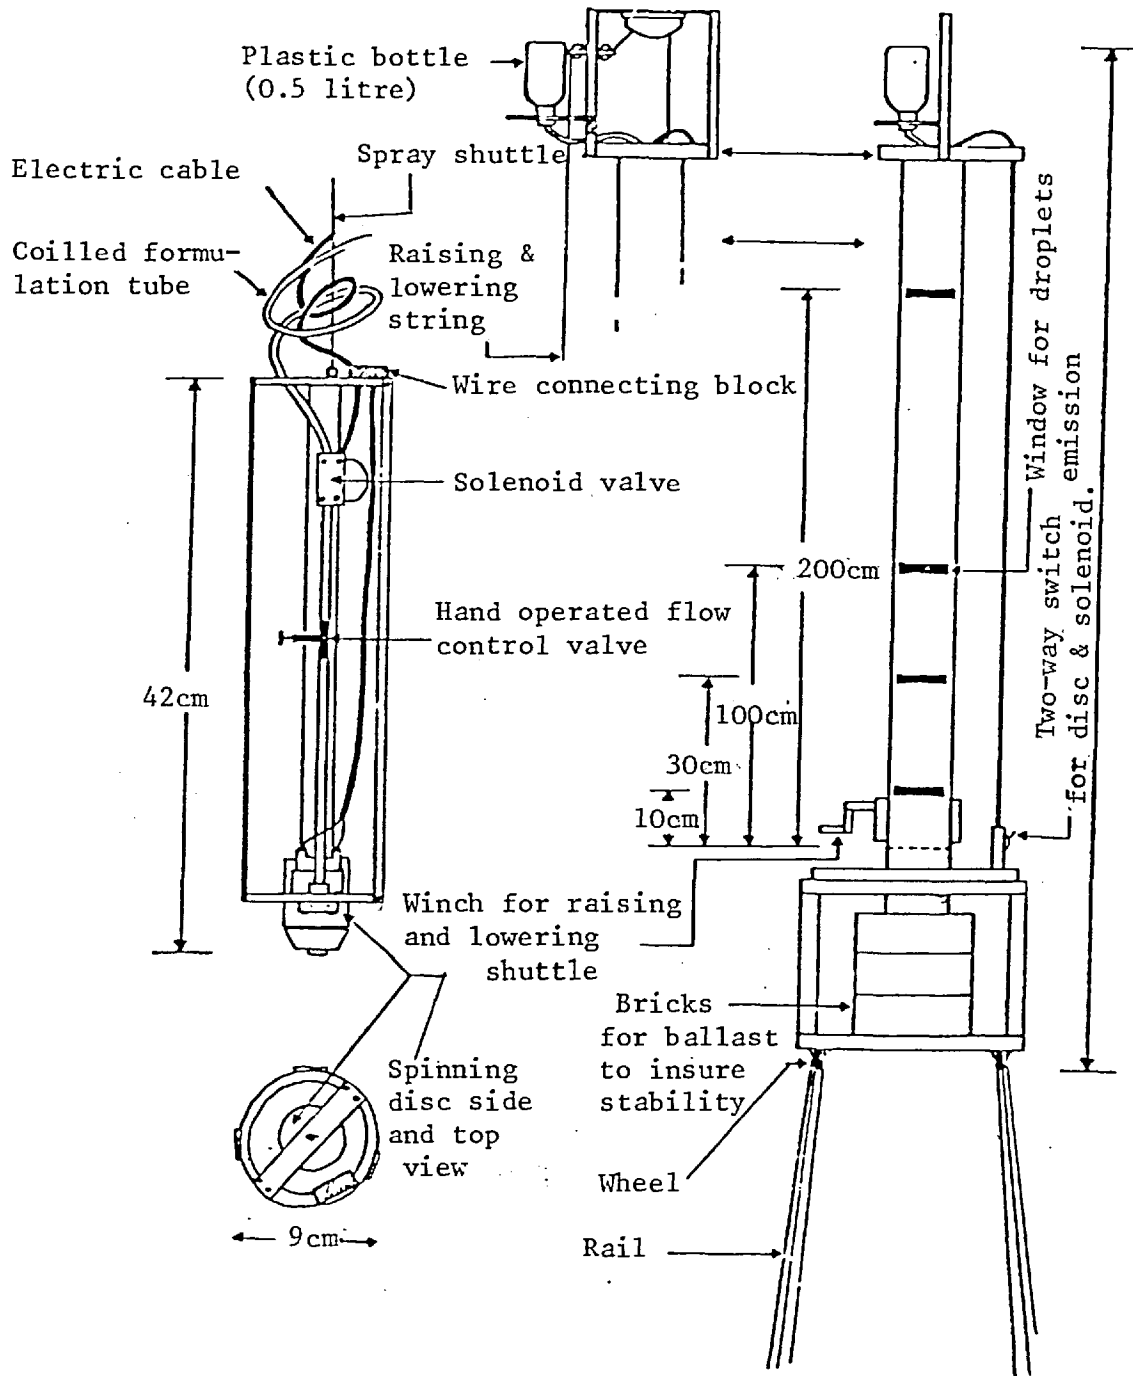 Plastic bottle
(0.5 litre)
Electric cable
Spray shuttle
Coilled formu-
lation tube
Raising &
lowering
string
Wire connecting block
Solenoid valve
Hand operated flow
control valve
42cm
200cm
100cm
30cm
10cm
Window for droplets
emission
Two-way switch
for disc & solenoid.
Winch for raising
and lowering
shuttle
Bricks
for ballast
to insure
stability
Spinning
disc side
and top
view
Wheel
9cm
Rail